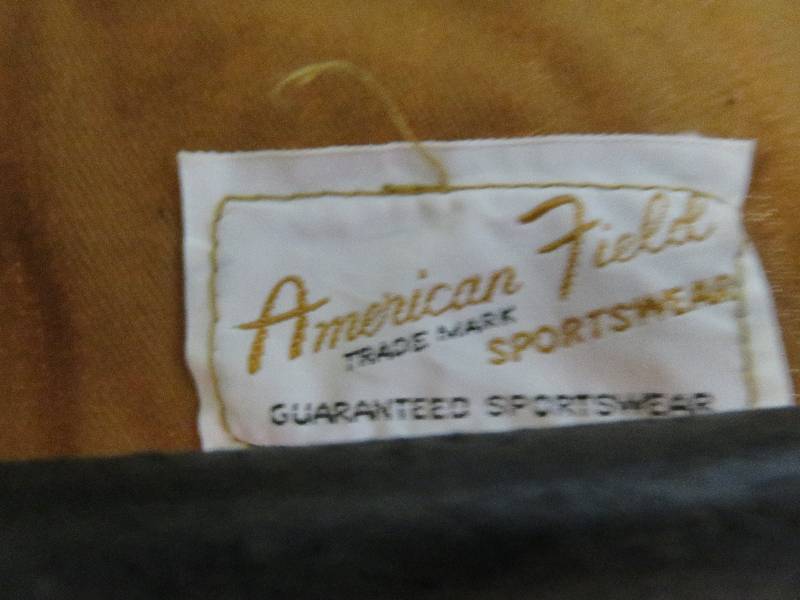 American Field
TRADE MARK SPORTSWEAR
GUARANTEED SPORTSWEAR